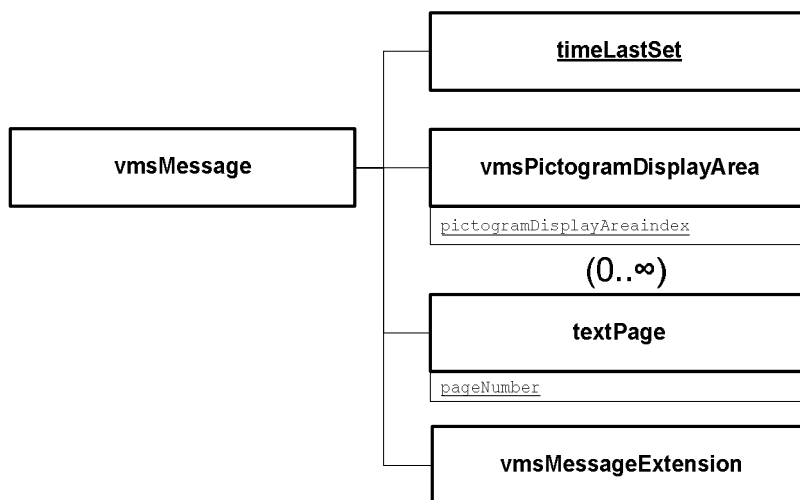 timeLastSet
vmsMessage
vmsPictogramDisplayArea
pictogramDisplayAreaindex
(0..∞)
textPage
pageNumber
vmsMessageExtension